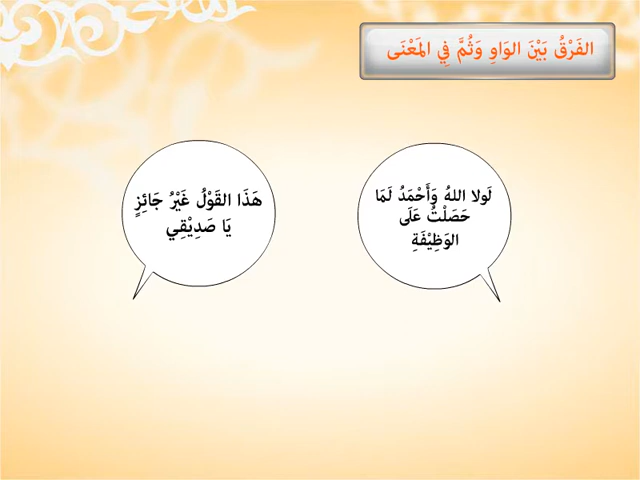 الفَرْقُ بَيْنَ الوَاوِ وَثُمَّ فِي المَعْنَى
لَولا اللهُ وَأَحْمَدُ لَمَا
حَصَلْتُ عَلَى
الوَظِيْفَةِ
هَذَا القَوْلُ غَيْرُ جَائِزٍ
يَا صَدِيْقِي